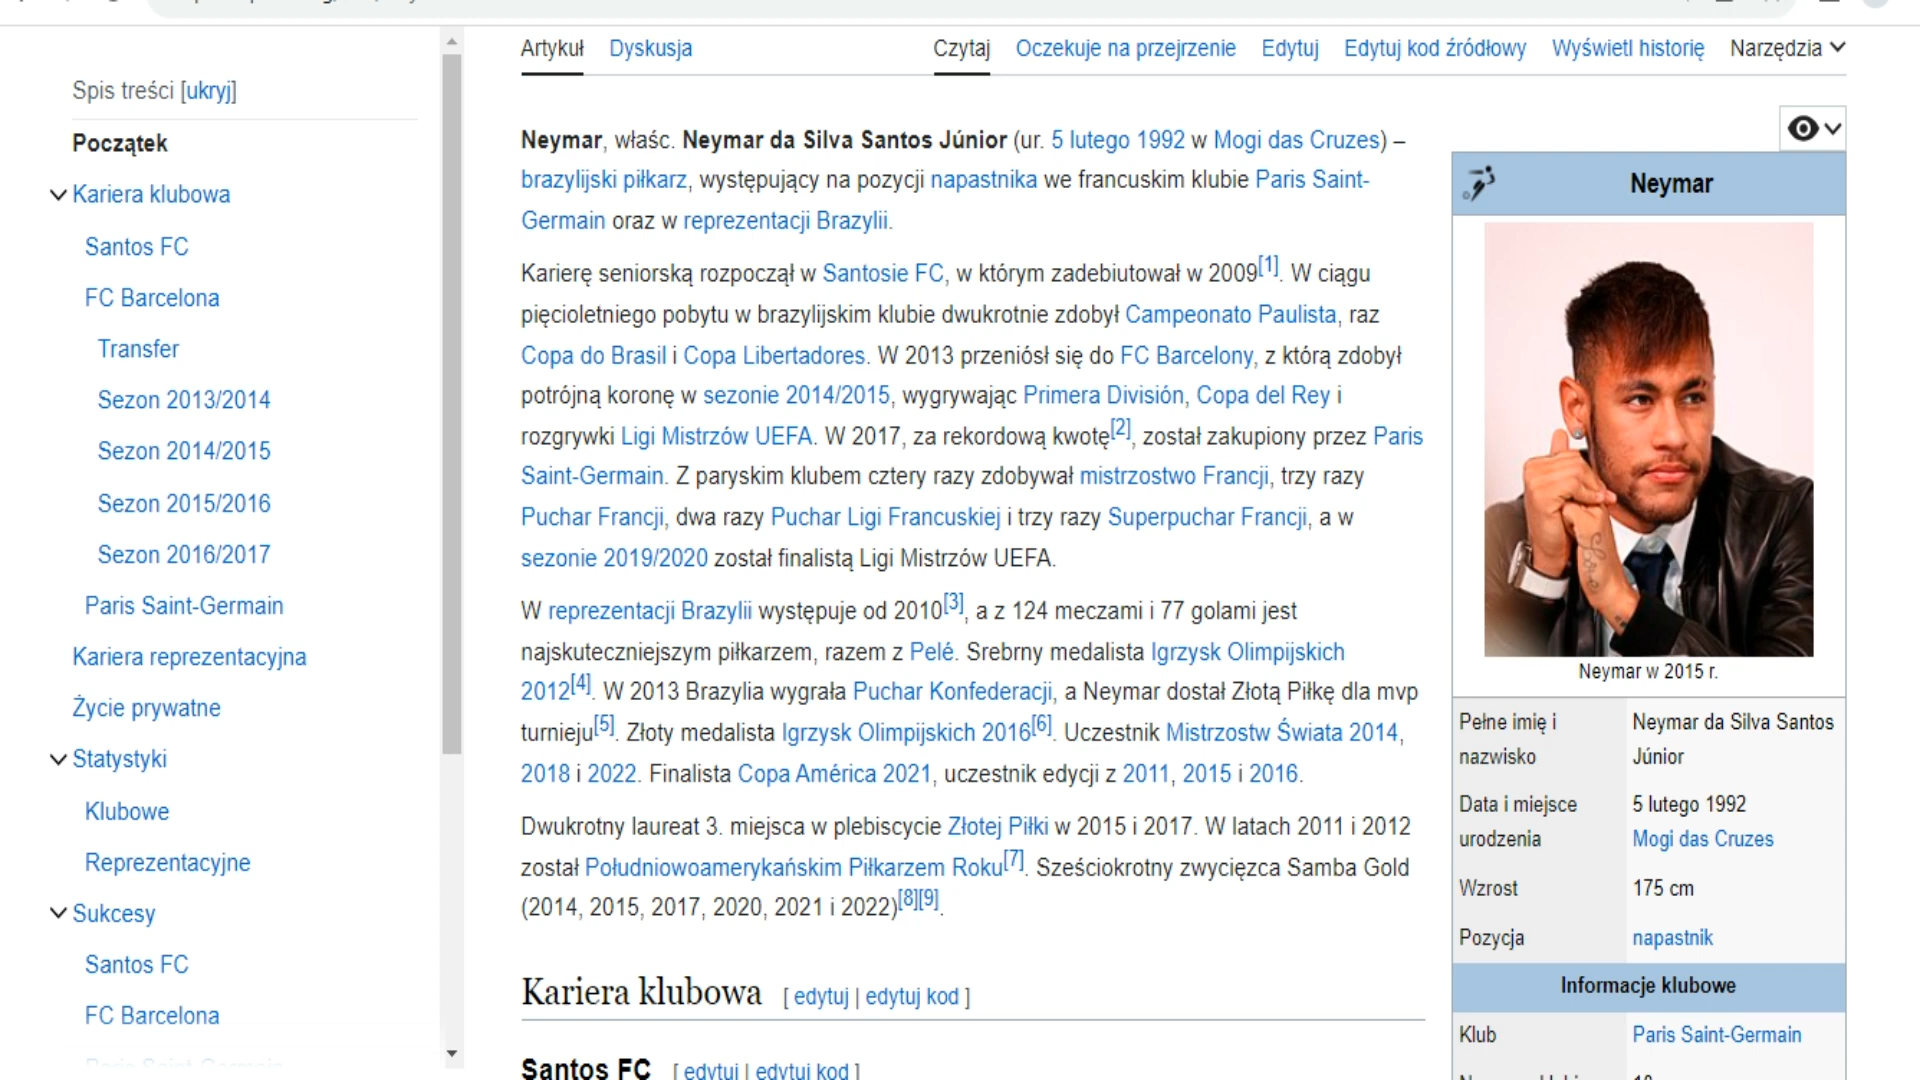 Artykuł Dyskusja Czytaj Oczekuje na przejrzenie Edytuj Edytuj kod źródłowy Wyświetl historię Narzędzia
Spis treści [ukryj]
Początek
Kariera klubowa
Santos FC
FC Barcelona
Transfer
Sezon 2013/2014
Sezon 2014/2015
Sezon 2015/2016
Sezon 2016/2017
Paris Saint-Germain
Kariera reprezentacyjna
Życie prywatne
Statystyki
Klubowe
Reprezentacyjne
Sukcesy
Santos FC
FC Barcelona
Paris Saint-Germain
Neymar, właśc. Neymar da Silva Santos Júnior (ur. 5 lutego 1992 w Mogi das Cruzes) –
brazylijski piłkarz, występujący na pozycji napastnika we francuskim klubie Paris Saint-
Germain oraz w reprezentacji Brazylii.
Karierę seniorską rozpoczął w Santosie FC, w którym zadebiutował w 2009[1]. W ciągu
pięcioletniego pobytu w brazylijskim klubie dwukrotnie zdobył Campeonato Paulista, raz
Copa do Brasil i Copa Libertadores. W 2013 przeniósł się do FC Barcelony, z którą zdobył
potrójną koronę w sezonie 2014/2015, wygrywając Primera División, Copa del Rey i
rozgrywki Ligi Mistrzów UEFA. W 2017, za rekordową kwotę[2], został zakupiony przez Paris
Saint-Germain. Z paryskim klubem cztery razy zdobywał mistrzostwo Francji, trzy razy
Puchar Francji, dwa razy Puchar Ligi Francuskiej i trzy razy Superpuchar Francji, a w
sezonie 2019/2020 został finalistą Ligi Mistrzów UEFA.
W reprezentacji Brazylii występuje od 2010[3], a z 124 meczami i 77 golami jest
najskuteczniejszym piłkarzem, razem z Pelé. Srebrny medalista Igrzysk Olimpijskich
2012[4]. W 2013 Brazylia wygrała Puchar Konfederacji, a Neymar dostał Złotą Piłkę dla mvp
turnieju[5]. Złoty medalista Igrzysk Olimpijskich 2016[6]. Uczestnik Mistrzostw Świata 2014,
2018 i 2022. Finalista Copa América 2021, uczestnik edycji z 2011, 2015 i 2016.
Dwukrotny laureat 3. miejsca w plebiscycie Złotej Piłki w 2015 i 2017. W latach 2011 i 2012
został Południowoamerykańskim Piłkarzem Roku[7]. Sześciokrotny zwycięzca Samba Gold
(2014, 2015, 2017, 2020, 2021 i 2022)[8][9].
Kariera klubowa [ edytuj | edytuj kod ]
Santos FC [ edytuj | edytuj kod ]
Neymar
Neymar w 2015 r.
Pełne imię i nazwisko Neymar da Silva Santos Júnior
Data i miejsce urodzenia 5 lutego 1992
Mogi das Cruzes
Wzrost 175 cm
Pozycja napastnik
Informacje klubowe
Klub Paris Saint-Germain